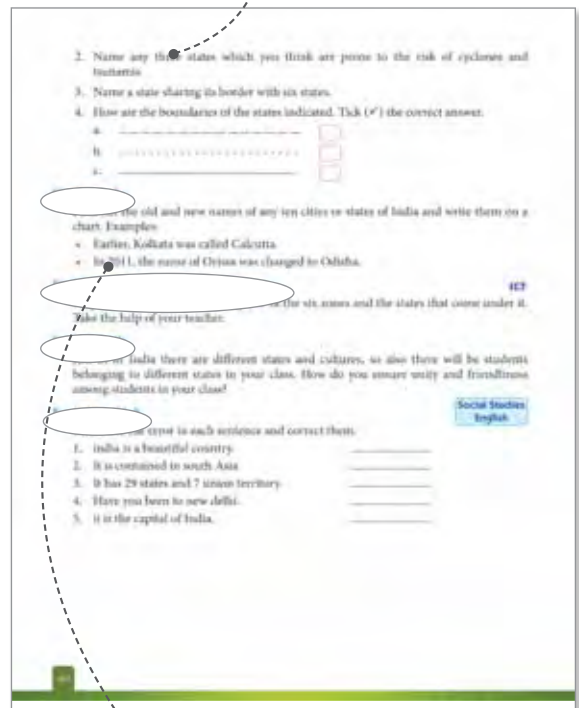 2. Name any three states which you think are prone to the risk of cyclones and
tsunamis.
3. Name a state sharing its border with six states.
4. How are the boundaries of the states indicated. Tick (✓) the correct answer.
a.
b.
c.
the old and new names of any ten cities or states of India and write them on a
chart. Examples
• Earlier, Kolkata was called Calcutta.
• In 2011, the name of Orissa was changed to Odisha.
ICT
the six zones and the states that come under it.
Take the help of your teacher.
India there are different states and cultures, so also there will be students
belonging to different states in your class. How do you ensure unity and friendliness
among students in your class?
Social Studies
English
error in each sentence and correct them.
1. india is a beautiful country.
2. It is contained in south Asia.
3. It has 29 states and 7 union territory.
4. Have you been to new delhi.
5. it is the capital of India.